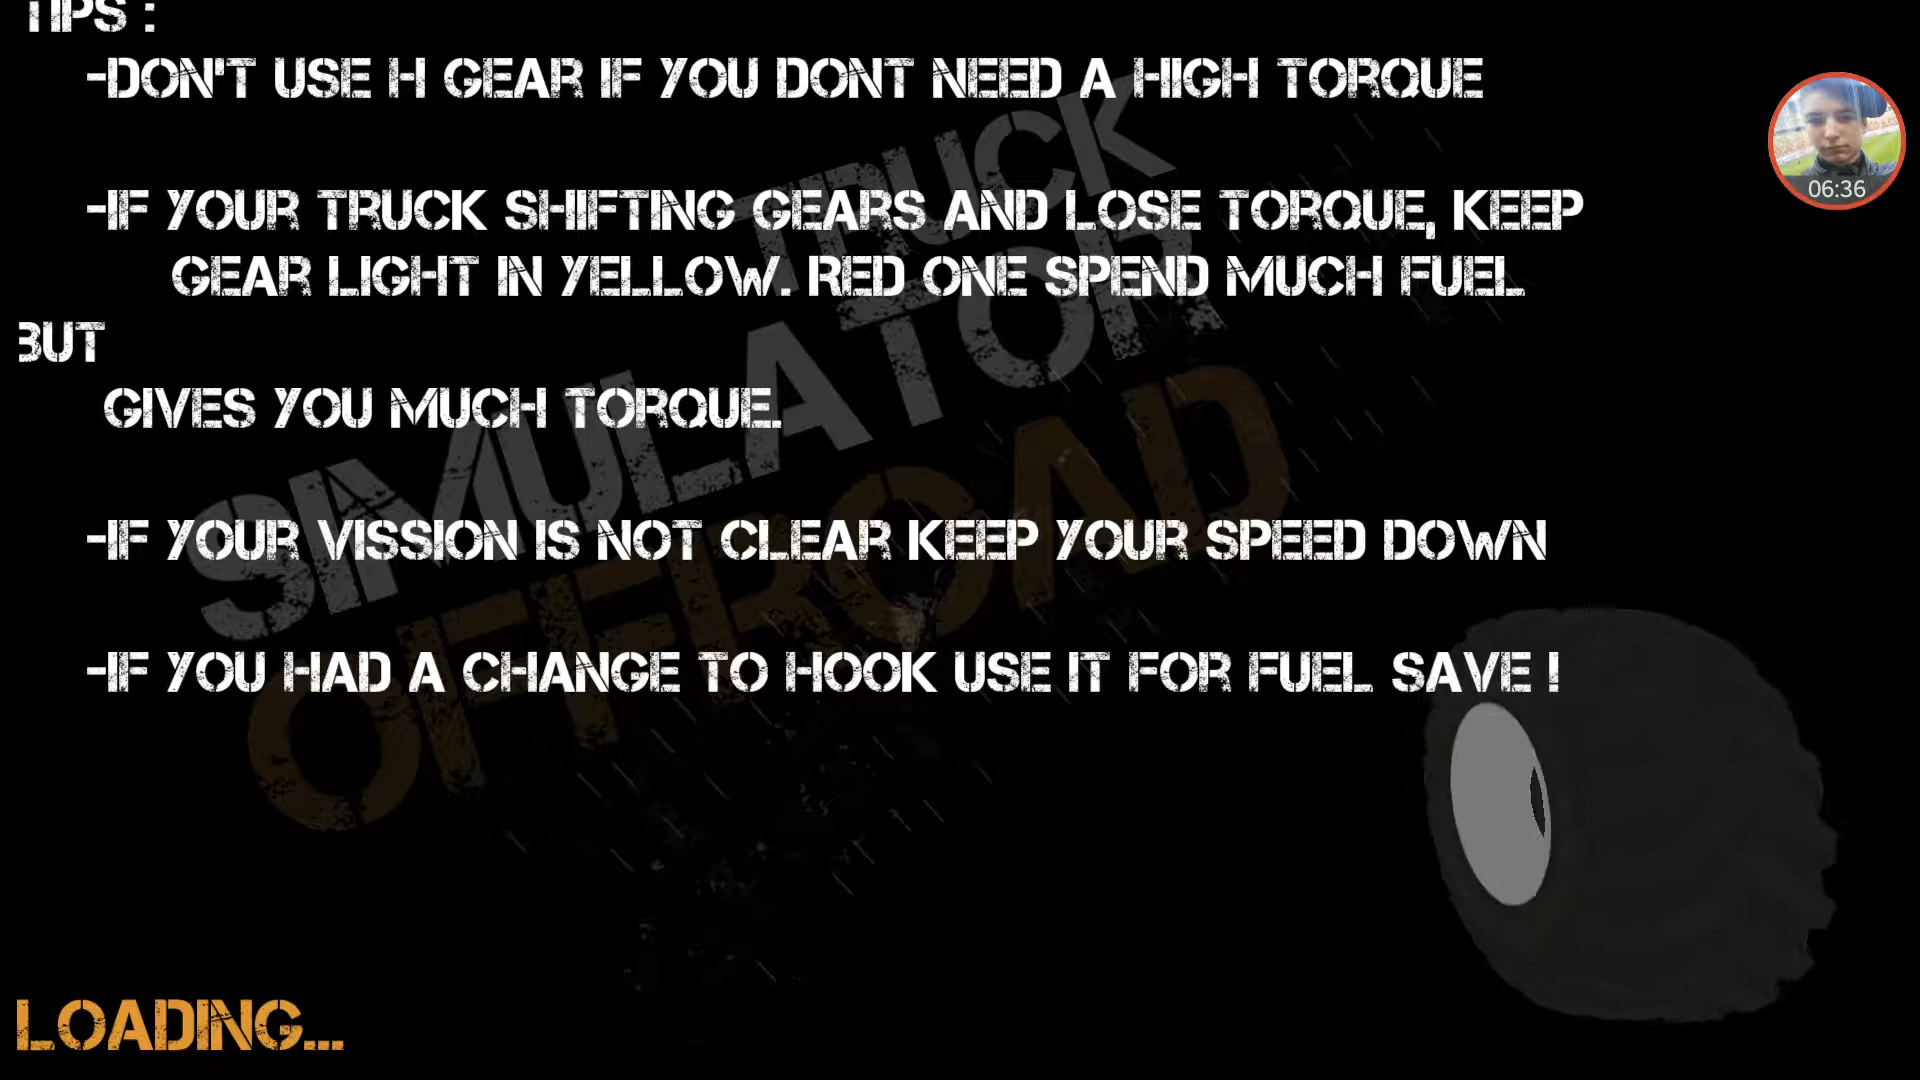 TIPS :
-DON'T USE H GEAR IF YOU DONT NEED A HIGH TORQUE
-IF YOUR TRUCK SHIFTING GEARS AND LOSE TORQUE, KEEP
GEAR LIGHT IN YELLOW. RED ONE SPEND MUCH FUEL
BUT
GIVES YOU MUCH TORQUE.
-IF YOUR VISSION IS NOT CLEAR KEEP YOUR SPEED DOWN
-IF YOU HAD A CHANGE TO HOOK USE IT FOR FUEL SAVE !
TRUCK
SIMULATOR
OFFROAD
06:36
LOADING...